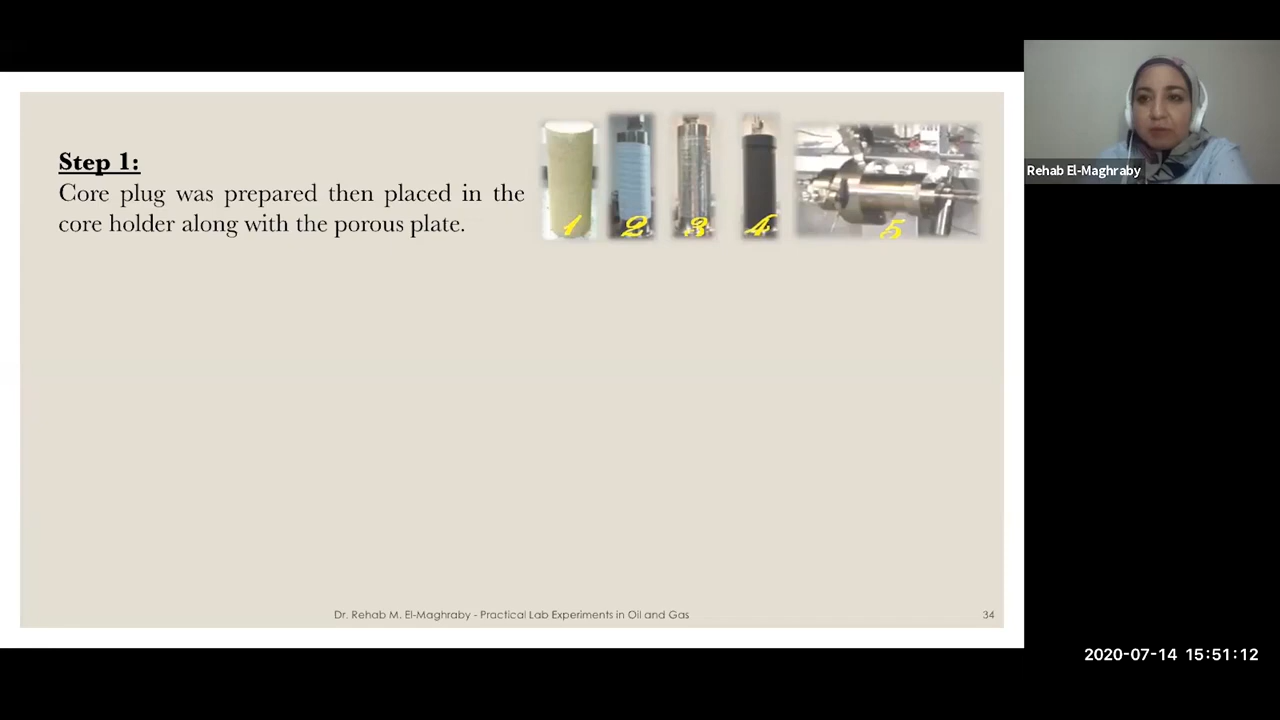 Step 1:
Core plug was prepared then placed in the
core holder along with the porous plate.
1 2 3 4 5
Rehab El-Maghraby
Dr. Rehab M. El-Maghraby - Practical Lab Experiments in Oil and Gas
34
2020-07-14 15:51:12